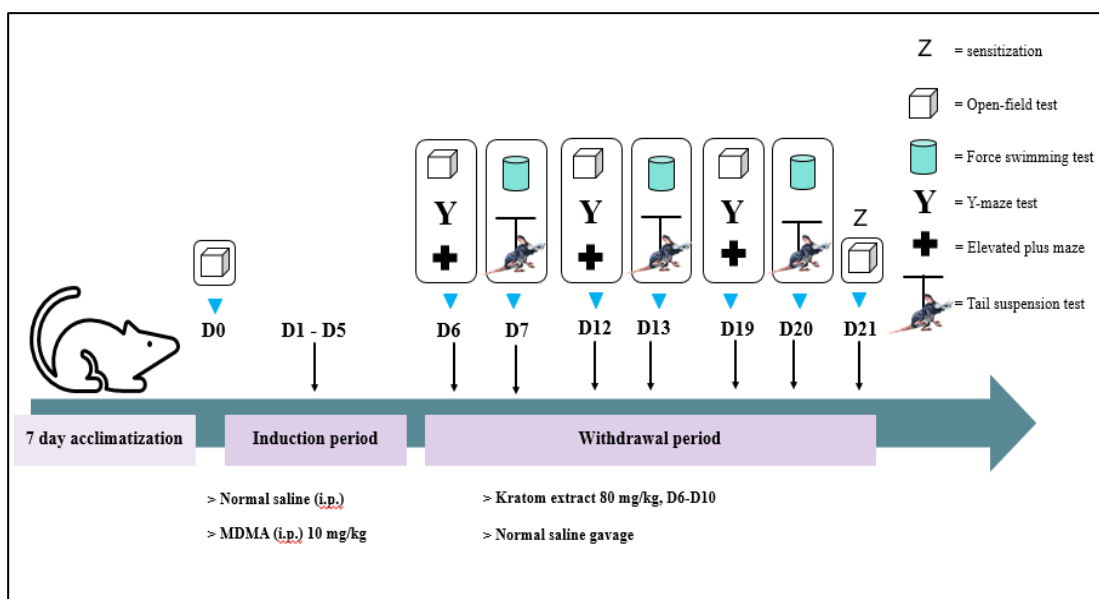 Z = sensitization
= Open-field test
= Force swimming test
Y = Y-maze test
= Elevated plus maze
= Tail suspension test
Y
Y
Y
Z
D0
D1 - D5
D6
D7
D12
D13
D19
D20
D21
7 day acclimatization
Induction period
Withdrawal period
> Normal saline (i.p.)
> MDMA (i.p.) 10 mg/kg
> Kratom extract 80 mg/kg, D6-D10
> Normal saline gavage